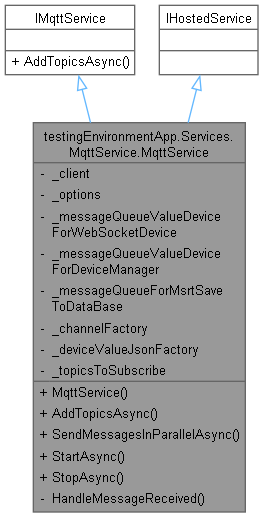 IMqttService
+ AddTopicsAsync()
IHostedService
testingEnvironmentApp.Services.
MqttService.MqttService
- _client
- _options
- _messageQueueValueDevice
ForWebSocketDevice
- _messageQueueValueDevice
ForDeviceManager
- _messageQueueForMsrtSave
ToDataBase
- _channelFactory
- _deviceValueJsonFactory
- _topicsToSubscribe
+ MqttService()
+ AddTopicsAsync()
+ SendMessagesInParallelAsync()
+ StartAsync()
+ StopAsync()
- HandleMessageReceived()